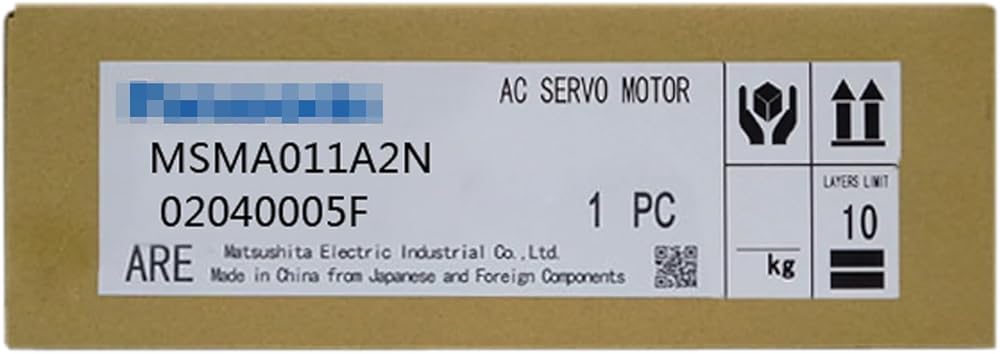 AC SERVO MOTOR
MSMA011A2N
02040005F
1 PC
ARE
Matsushita Electric Industrial Co.,Ltd.
Made in China from Japanese and Foreign Components
kg
LAYERS LIMIT
10